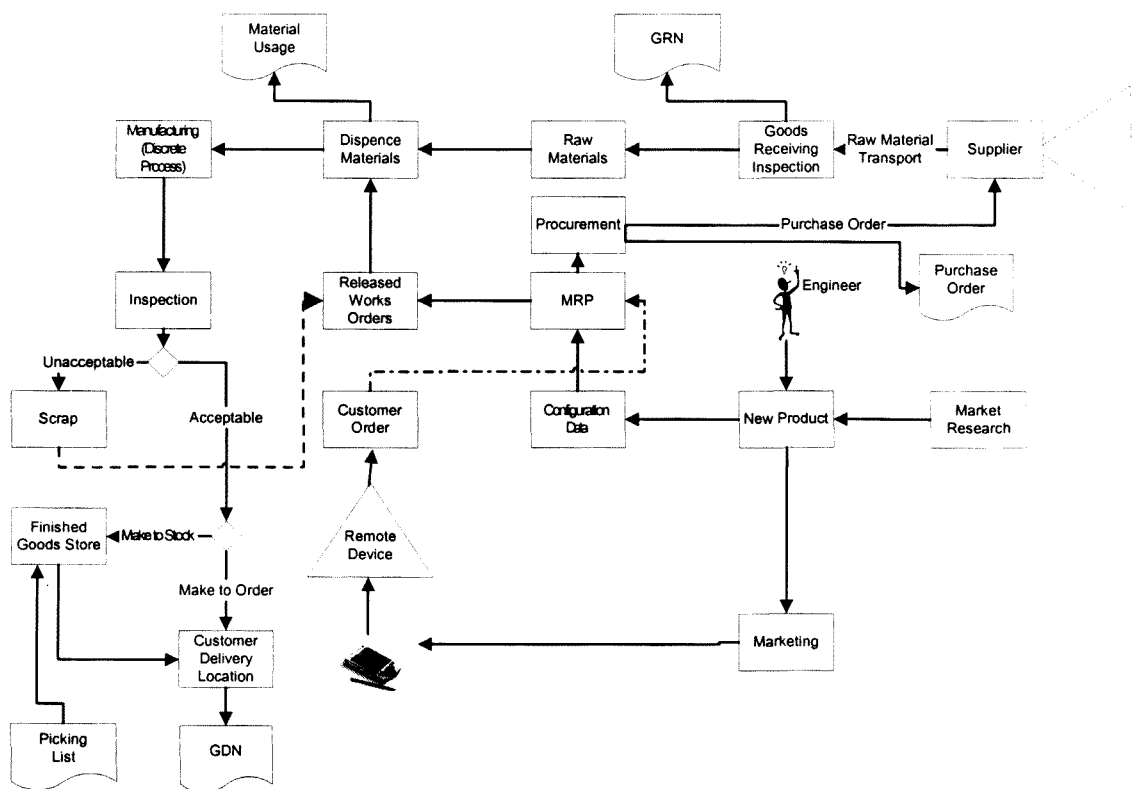 Material
Usage
GRN
Manufacturing
(Discrete
Process)
Dispence
Materials
Raw
Materials
Goods
Receiving
Inspection
Raw Material
Transport
Supplier
Procurement
Purchase Order
Purchase
Order
Engineer
Inspection
Released
Works
Orders
MRP
Unacceptable
Scrap
Acceptable
Customer
Order
Configuration
Data
New Product
Market
Research
Finished
Goods Store
Make to Stock
Remote
Device
Make to Order
Customer
Delivery
Location
Marketing
Picking
List
GDN